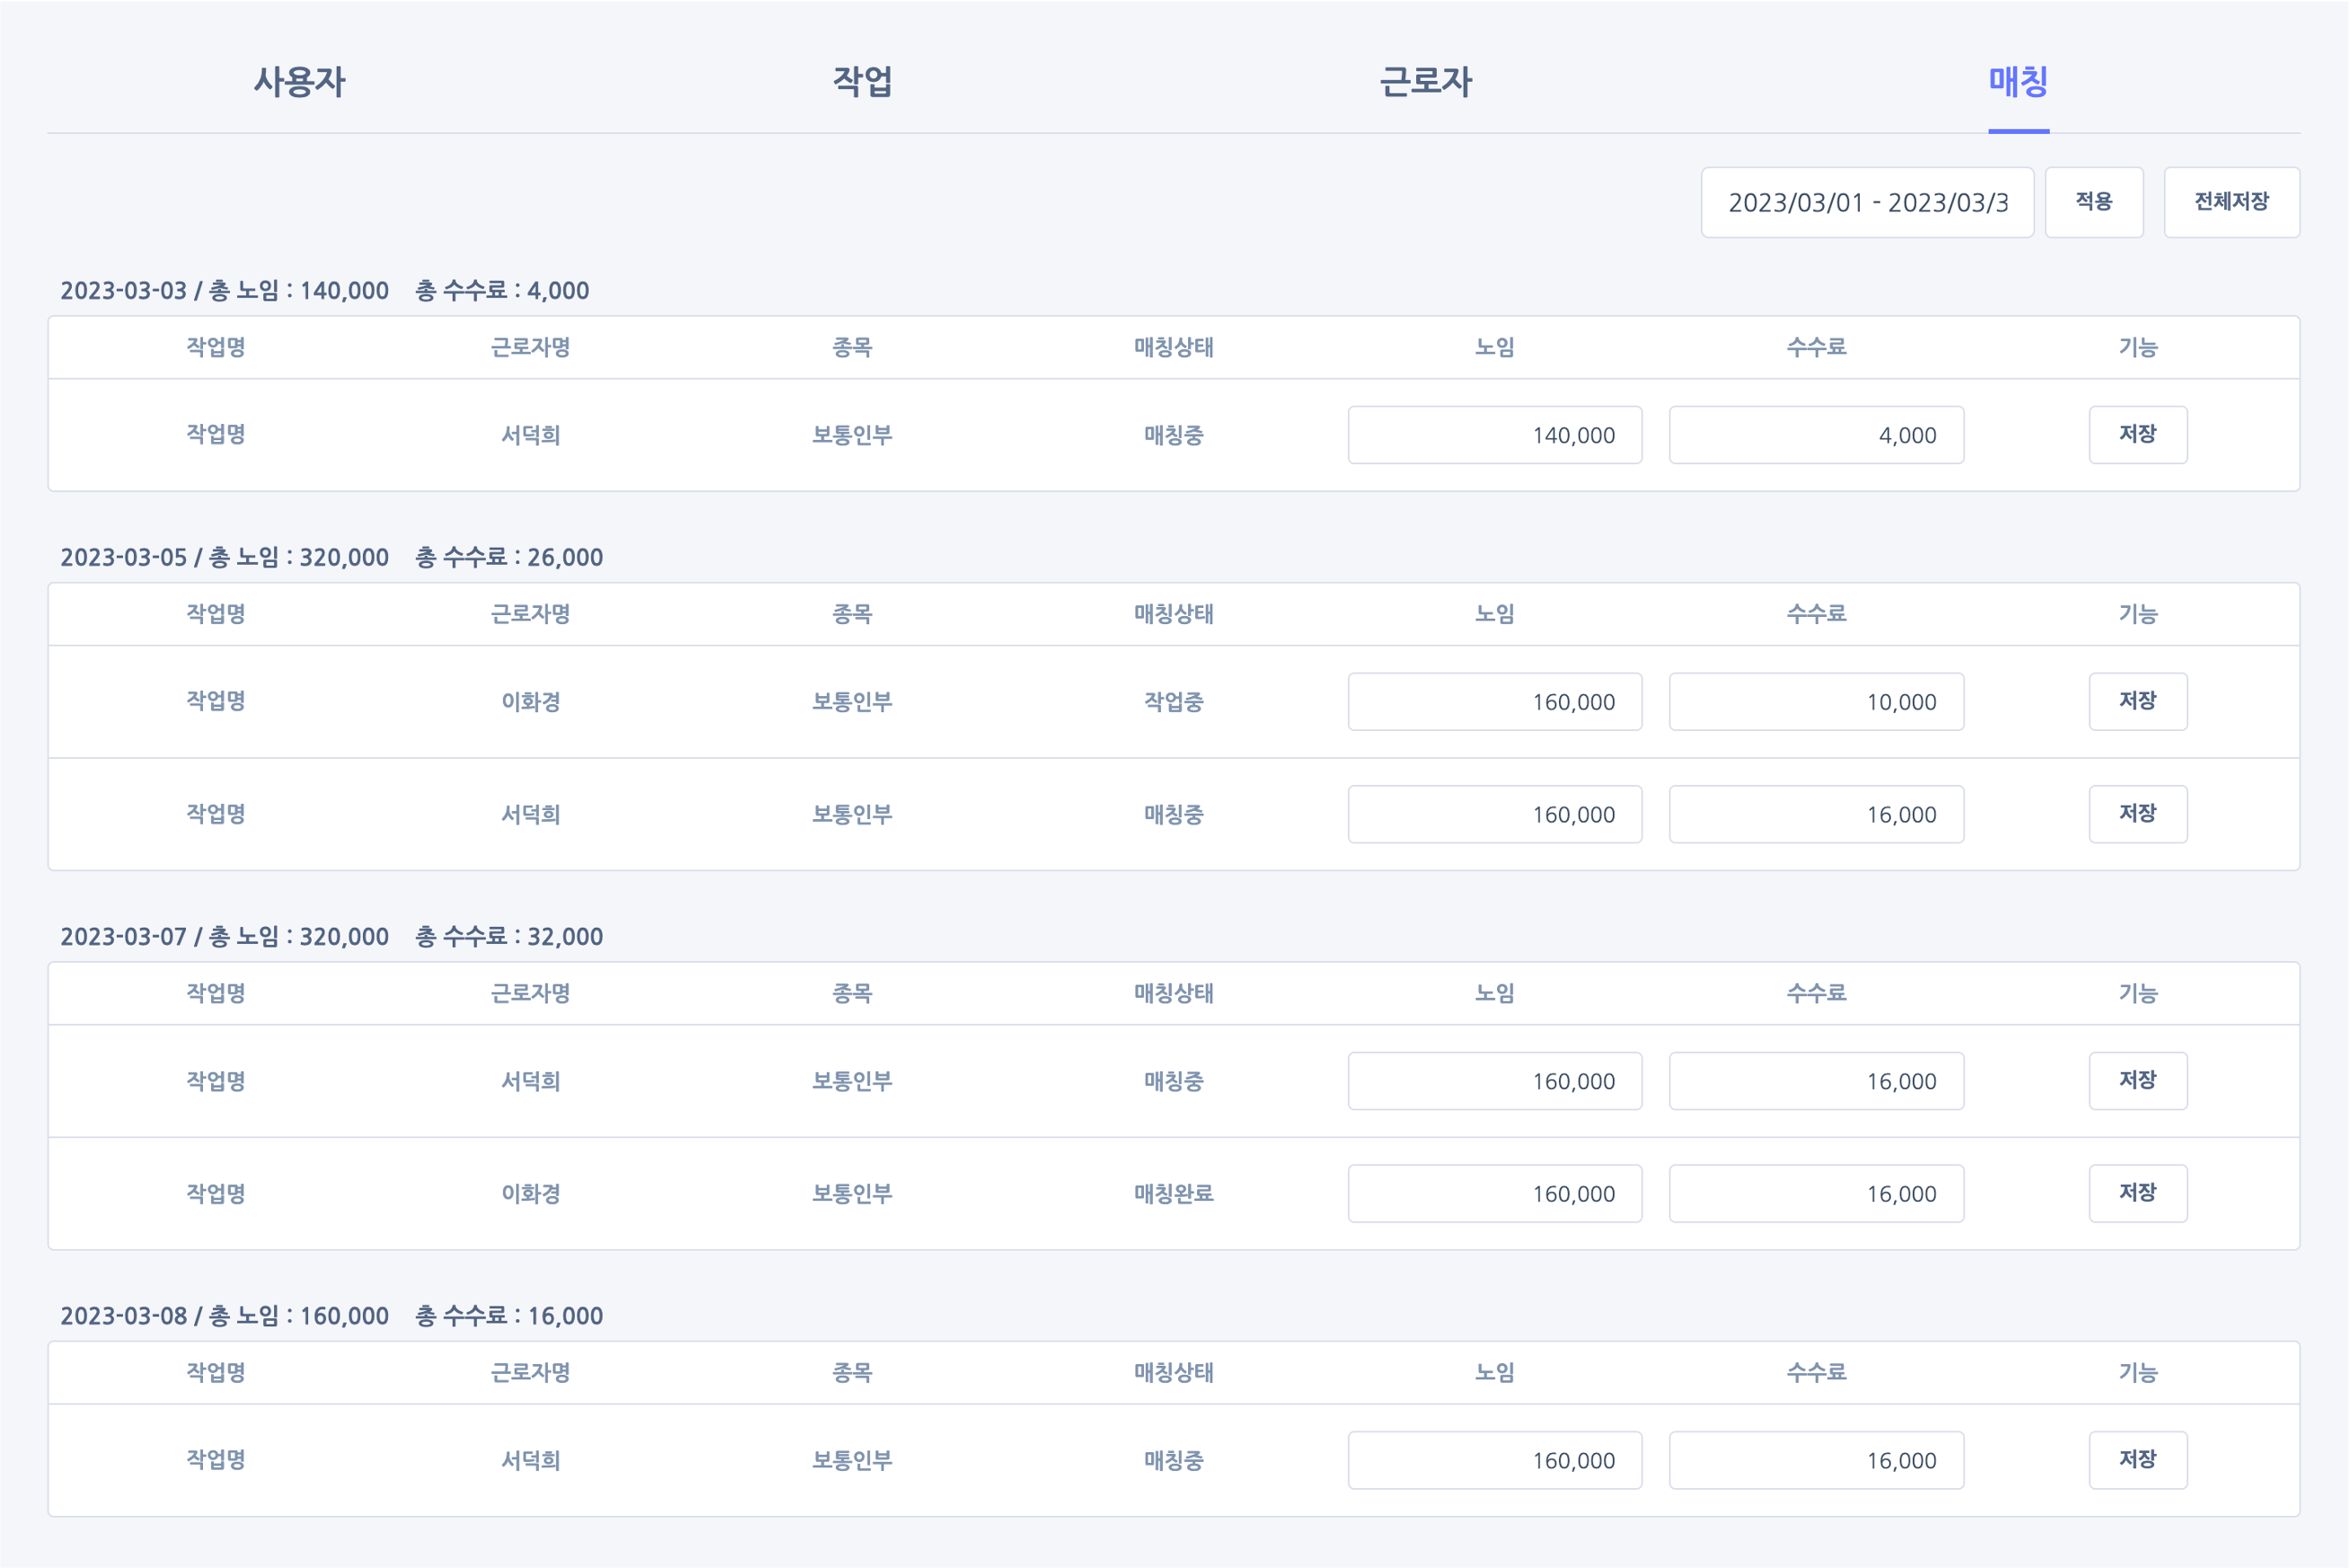 사용자 작업 근로자 매칭
2023/03/01 - 2023/03/3 적용 전체저장
2023-03-03 / 총 노임 : 140,000 총 수수료 : 4,000
작업명 근로자명 종목 매칭상태 노임 수수료 기능
작업명 서덕희 보통인부 매칭중 140,000 4,000 저장
2023-03-05 / 총 노임 : 320,000 총 수수료 : 26,000
작업명 근로자명 종목 매칭상태 노임 수수료 기능
작업명 이화경 보통인부 작업중 160,000 10,000 저장
작업명 서덕희 보통인부 매칭중 160,000 16,000 저장
2023-03-07 / 총 노임 : 320,000 총 수수료 : 32,000
작업명 근로자명 종목 매칭상태 노임 수수료 기능
작업명 서덕희 보통인부 매칭중 160,000 16,000 저장
작업명 이화경 보통인부 매칭완료 160,000 16,000 저장
2023-03-08 / 총 노임 : 160,000 총 수수료 : 16,000
작업명 근로자명 종목 매칭상태 노임 수수료 기능
작업명 서덕희 보통인부 매칭중 160,000 16,000 저장